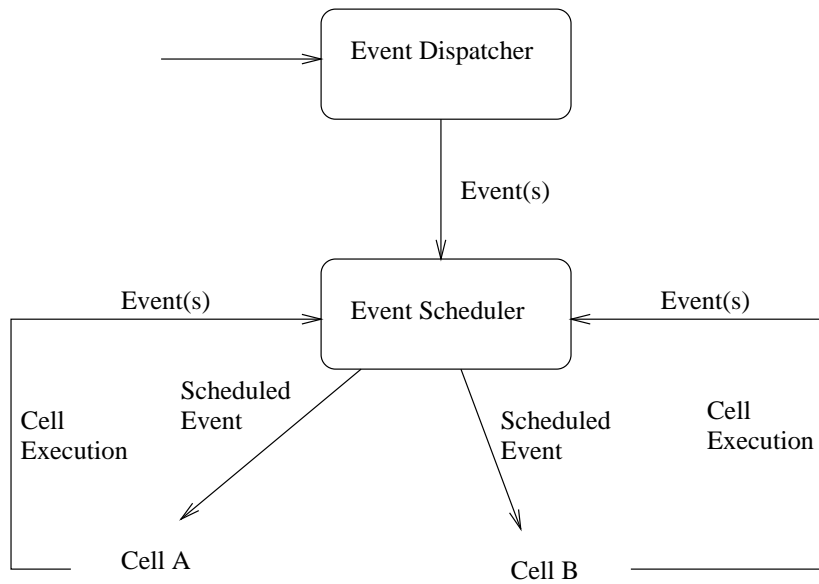 Event Dispatcher
Event(s)
Event(s)
Event Scheduler
Event(s)
Scheduled
Event
Scheduled
Event
Cell
Execution
Cell
Execution
Cell A
Cell B